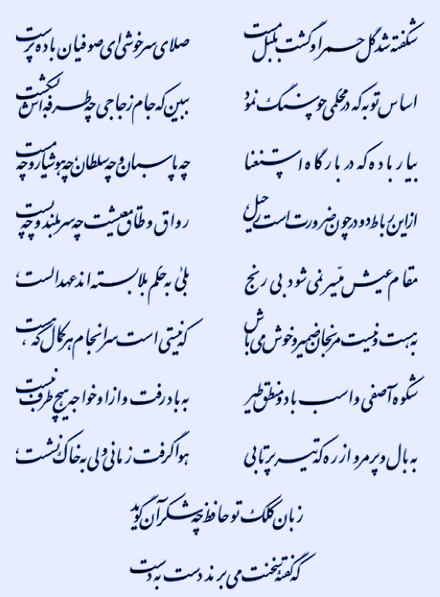 شکفته شد گل حمرا و گشت بلبل مست صلای سرخوشی ای صوفیان باده‌پرست
اساس توبه که در محکمی چو سنگ نمود ببین که جام زجاجی چه طرفه‌اش بشکست
بیار باده که در بارگاه استغنا چه پاسبان و چه سلطان، چه هوشیار و چه مست
از این رباط دو در چون ضرورت است رحیل رواق و طاق معیشت چه سربلند و چه پست
مقام عیش میسر نمی‌شود بی رنج بلی به حکم بلا بسته‌اند عهد الست
به هست و نیست مرنجان ضمیر و خوش می‌باش که نیستی است سرانجام هر کمال که هست
شکوه آصفی و اسب باد و منطق طیر به باد رفت و از او خواجه هیچ طرف نبست
به بال و پر مرو از ره که تیر پرتابی هوا گرفت زمانی ولی به خاک نشست
زبان کلک تو حافظ چه شکر آن گوید
که گفته سخنت می‌برند دست به دست